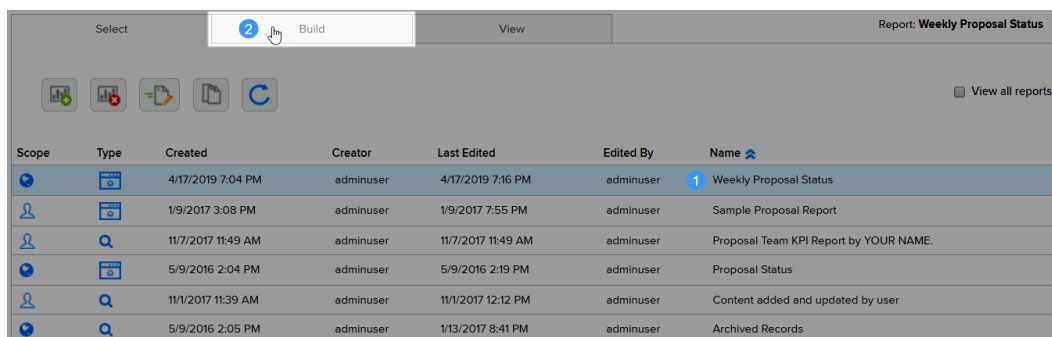 Select 2 Build View Report: Weekly Proposal Status
View all reports
Scope Type Created Creator Last Edited Edited By Name
4/17/2019 7:04 PM adminuser 4/17/2019 7:16 PM adminuser 1 Weekly Proposal Status
1/9/2017 3:08 PM adminuser 1/9/2017 7:55 PM adminuser Sample Proposal Report
11/7/2017 11:49 AM adminuser 11/7/2017 11:49 AM adminuser Proposal Team KPI Report by YOUR NAME.
5/9/2016 2:04 PM adminuser 5/9/2016 2:19 PM adminuser Proposal Status
11/1/2017 11:39 AM adminuser 11/1/2017 12:12 PM adminuser Content added and updated by user
5/9/2016 2:05 PM adminuser 1/13/2017 8:41 PM adminuser Archived Records